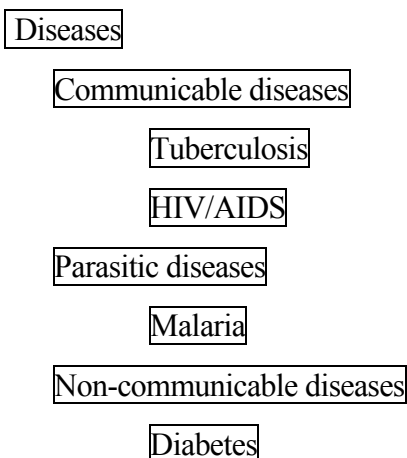 Diseases
Communicable diseases
Tuberculosis
HIV/AIDS
Parasitic diseases
Malaria
Non-communicable diseases
Diabetes